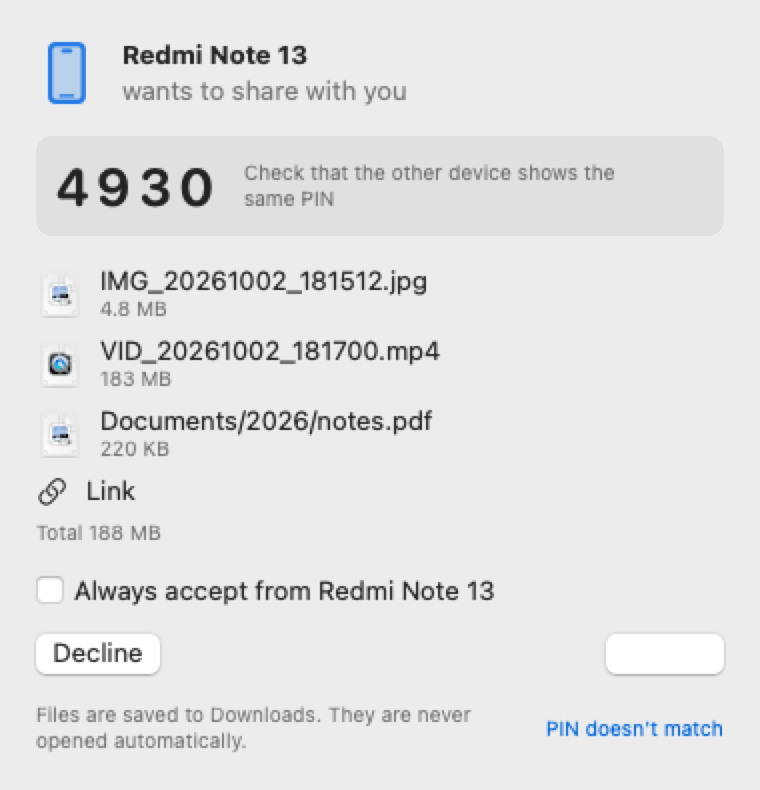 Redmi Note 13
wants to share with you
4930
Check that the other device shows the
same PIN
IMG_20261002_181512.jpg
4.8 MB
VID_20261002_181700.mp4
183 MB
Documents/2026/notes.pdf
220 KB
Link
Total 188 MB
Always accept from Redmi Note 13
Decline
Files are saved to Downloads. They are never
opened automatically.
PIN doesn't match